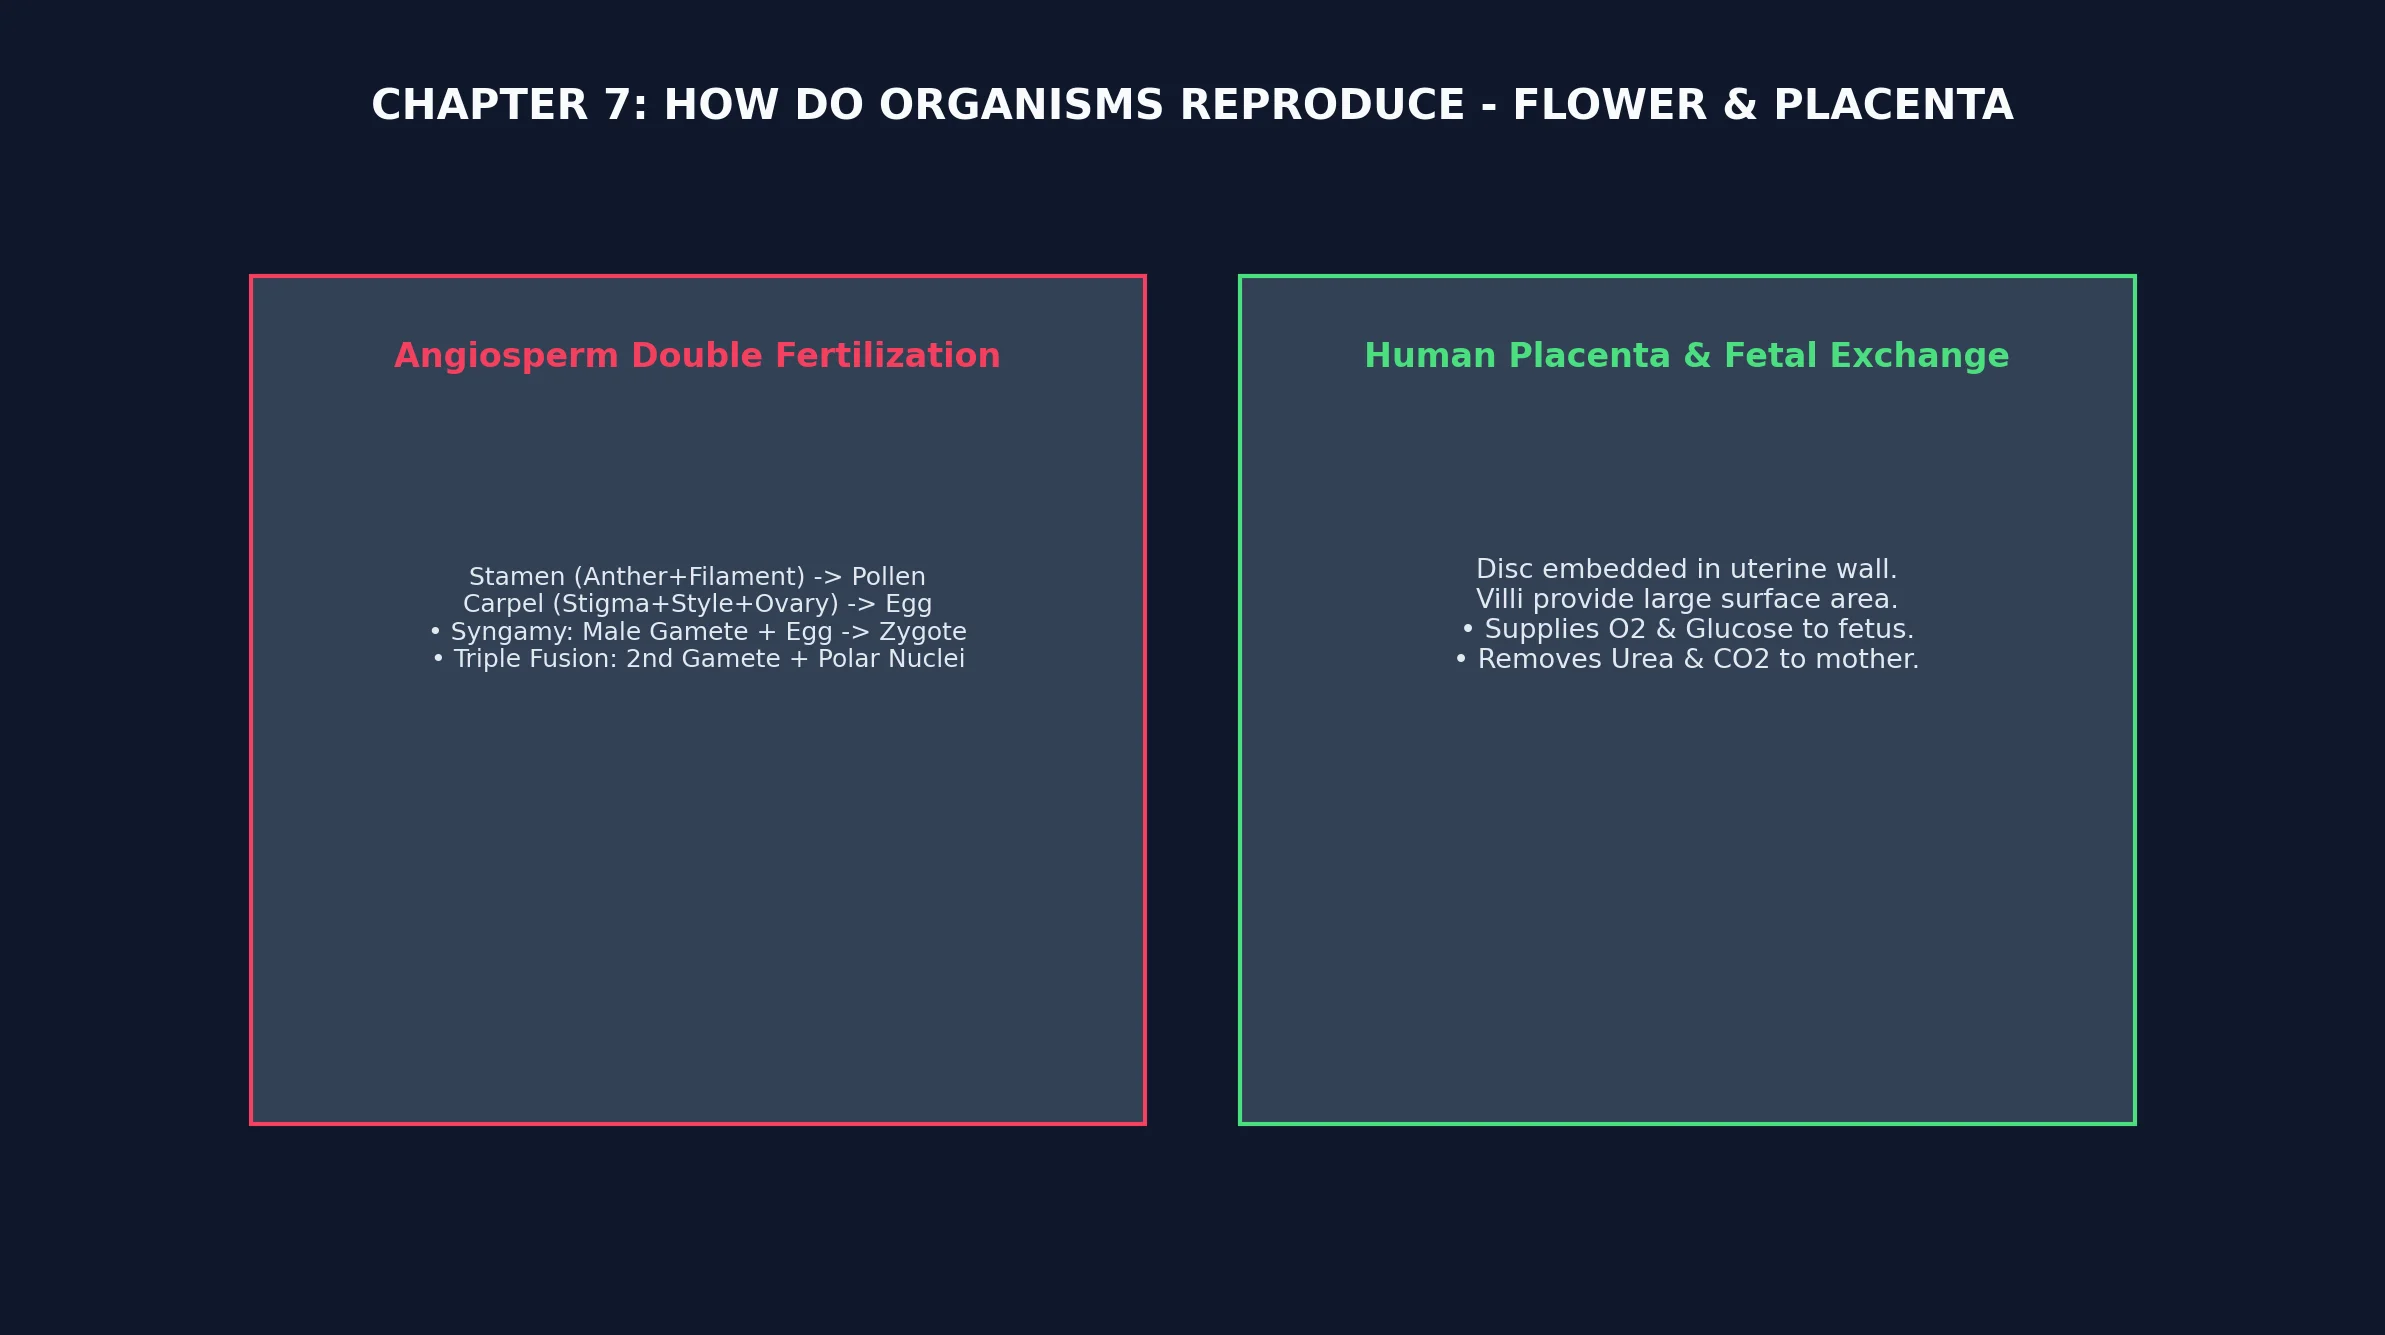 CHAPTER 7: HOW DO ORGANISMS REPRODUCE - FLOWER & PLACENTA
Angiosperm Double Fertilization
Stamen (Anther+Filament) -> Pollen
Carpel (Stigma+Style+Ovary) -> Egg
• Syngamy: Male Gamete + Egg -> Zygote
• Triple Fusion: 2nd Gamete + Polar Nuclei
Human Placenta & Fetal Exchange
Disc embedded in uterine wall.
Villi provide large surface area.
• Supplies O2 & Glucose to fetus.
• Removes Urea & CO2 to mother.